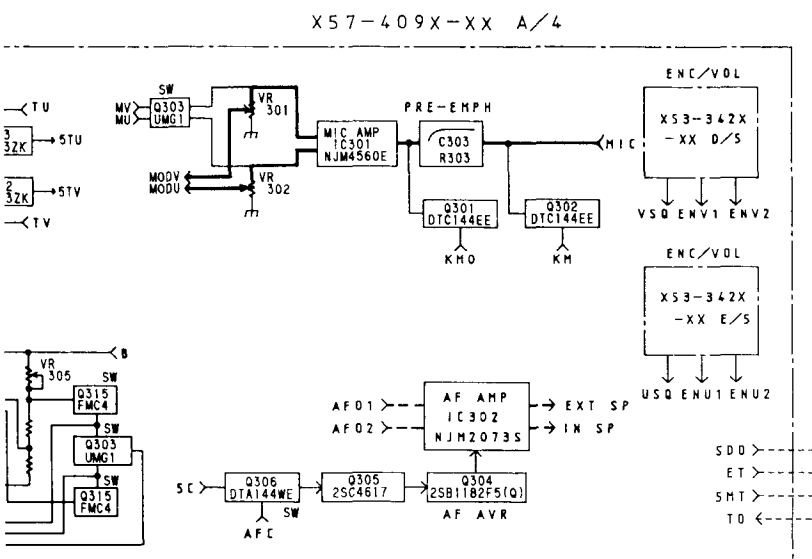 X57-409X-XX A/4
TU
3
3ZK
5TU
2
3ZK
5TV
TV
SW
MV
MU
Q303
UMG1
VR
301
MODV
MODU
VR
302
MIC AMP
IC301
NJM4560E
PRE-EMPH
C303
R303
MIC
Q301
DTC144EE
KMO
Q302
DTC144EE
KM
ENC/VOL
X53-342X
-XX D/S
VSQ ENV1 ENV2
ENC/VOL
X53-342X
-XX E/S
USQ ENU1 ENU2
B
VR
305
SW
Q315
FMC4
SW
Q303
UMG1
SW
Q315
FMC4
AFO1
AFO2
AF AMP
IC302
NJM2073S
EXT SP
IN SP
SC
Q306
DTA144WE
SW
AFC
Q305
2SC4617
Q304
2SB1182F5(Q)
AF AVR
SDO
ET
SMT
TO